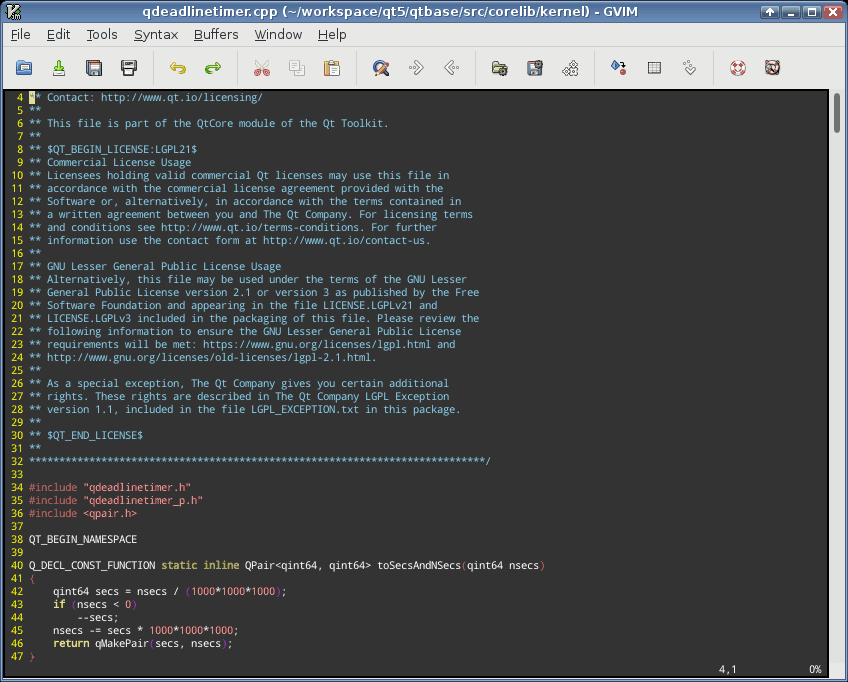 qdeadlinetimer.cpp (~/workspace/qt5/qtbase/src/corelib/kernel) - GVIM
File Edit Tools Syntax Buffers Window Help
4 ** Contact: http://www.qt.io/licensing/
5 **
6 ** This file is part of the QtCore module of the Qt Toolkit.
7 **
8 ** $QT_BEGIN_LICENSE:LGPL21$
9 ** Commercial License Usage
10 ** Licensees holding valid commercial Qt licenses may use this file in
11 ** accordance with the commercial license agreement provided with the
12 ** Software or, alternatively, in accordance with the terms contained in
13 ** a written agreement between you and The Qt Company. For licensing terms
14 ** and conditions see http://www.qt.io/terms-conditions. For further
15 ** information use the contact form at http://www.qt.io/contact-us.
16 **
17 ** GNU Lesser General Public License Usage
18 ** Alternatively, this file may be used under the terms of the GNU Lesser
19 ** General Public License version 2.1 or version 3 as published by the Free
20 ** Software Foundation and appearing in the file LICENSE.LGPLv21 and
21 ** LICENSE.LGPLv3 included in the packaging of this file. Please review the
22 ** following information to ensure the GNU Lesser General Public License
23 ** requirements will be met: https://www.gnu.org/licenses/lgpl.html and
24 ** http://www.gnu.org/licenses/old-licenses/lgpl-2.1.html.
25 **
26 ** As a special exception, The Qt Company gives you certain additional
27 ** rights. These rights are described in The Qt Company LGPL Exception
28 ** version 1.1, included in the file LGPL_EXCEPTION.txt in this package.
29 **
30 ** $QT_END_LICENSE$
31 **
32 ****************************************************************************/
33
34 #include "qdeadlinetimer.h"
35 #include "qdeadlinetimer_p.h"
36 #include <qpair.h>
37
38 QT_BEGIN_NAMESPACE
39
40 Q_DECL_CONST_FUNCTION static inline QPair<qint64, qint64> toSecsAndNSecs(qint64 nsecs)
41 {
42     qint64 secs = nsecs / (1000*1000*1000);
43     if (nsecs < 0)
44         --secs;
45     nsecs -= secs * 1000*1000*1000;
46     return qMakePair(secs, nsecs);
47 }
4,1 0%